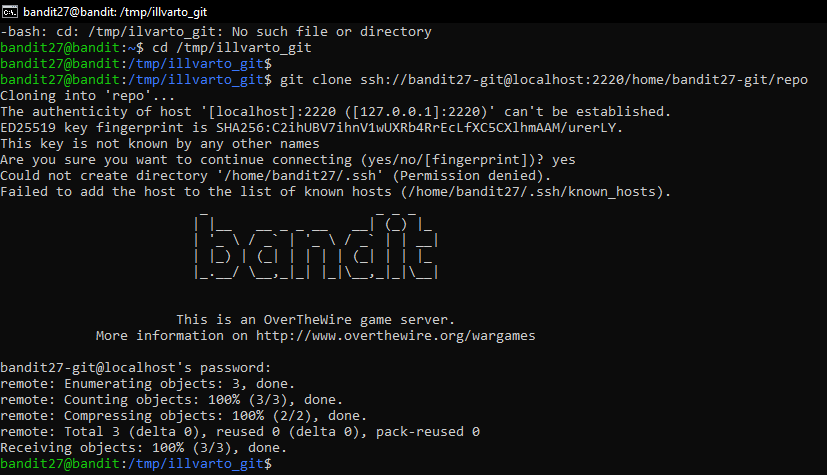 bandit27@bandit: /tmp/illvarto_git
-bash: cd: /tmp/ilvarto_git: No such file or directory
bandit27@bandit:~$ cd /tmp/illvarto_git
bandit27@bandit:/tmp/illvarto_git$
bandit27@bandit:/tmp/illvarto_git$ git clone ssh://bandit27-git@localhost:2220/home/bandit27-git/repo
Cloning into 'repo'...
The authenticity of host '[localhost]:2220 ([127.0.0.1]:2220)' can't be established.
ED25519 key fingerprint is SHA256:C2ihUBV7ihnV1wUXRb4RrEcLfXC5CXlhmAAM/urerLY.
This key is not known by any other names
Are you sure you want to continue connecting (yes/no/[fingerprint])? yes
Could not create directory '/home/bandit27/.ssh' (Permission denied).
Failed to add the host to the list of known hosts (/home/bandit27/.ssh/known_hosts).
bandit
This is an OverTheWire game server.
More information on http://www.overthewire.org/wargames
bandit27-git@localhost's password:
remote: Enumerating objects: 3, done.
remote: Counting objects: 100% (3/3), done.
remote: Compressing objects: 100% (2/2), done.
remote: Total 3 (delta 0), reused 0 (delta 0), pack-reused 0
Receiving objects: 100% (3/3), done.
bandit27@bandit:/tmp/illvarto_git$